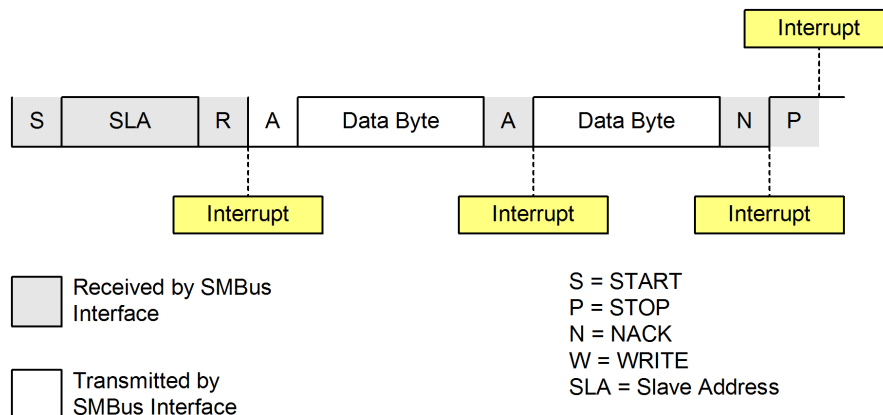 Interrupt
S SLA R A Data Byte A Data Byte N P
Interrupt Interrupt Interrupt
Received by SMBus
Interface
Transmitted by
SMBus Interface
S = START
P = STOP
N = NACK
W = WRITE
SLA = Slave Address